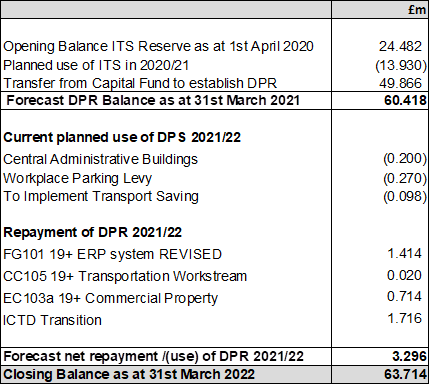 £m
Opening Balance ITS Reserve as at 1st April 2020 24.482
Planned use of ITS in 2020/21 (13.930)
Transfer from Capital Fund to establish DPR 49.866
Forecast DPR Balance as at 31st March 2021 60.418
Current planned use of DPS 2021/22
Central Administrative Buildings (0.200)
Workplace Parking Levy (0.270)
To Implement Transport Saving (0.098)
Repayment of DPR 2021/22
FG101 19+ ERP system REVISED 1.414
CC105 19+ Transportation Workstream 0.020
EC103a 19+ Commercial Property 0.714
ICTD Transition 1.716
Forecast net repayment /(use) of DPR 2021/22 3.296
Closing Balance as at 31st March 2022 63.714